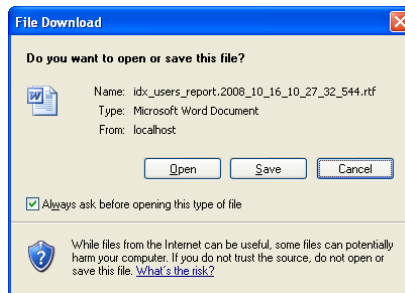 File Download
Do you want to open or save this file?
Name: idx_users_report.2008_10_16_10_27_32_544.rtf
Type: Microsoft Word Document
From: localhost
Open Save Cancel
Always ask before opening this type of file
While files from the Internet can be useful, some files can potentially
harm your computer. If you do not trust the source, do not open or
save this file. What's the risk?